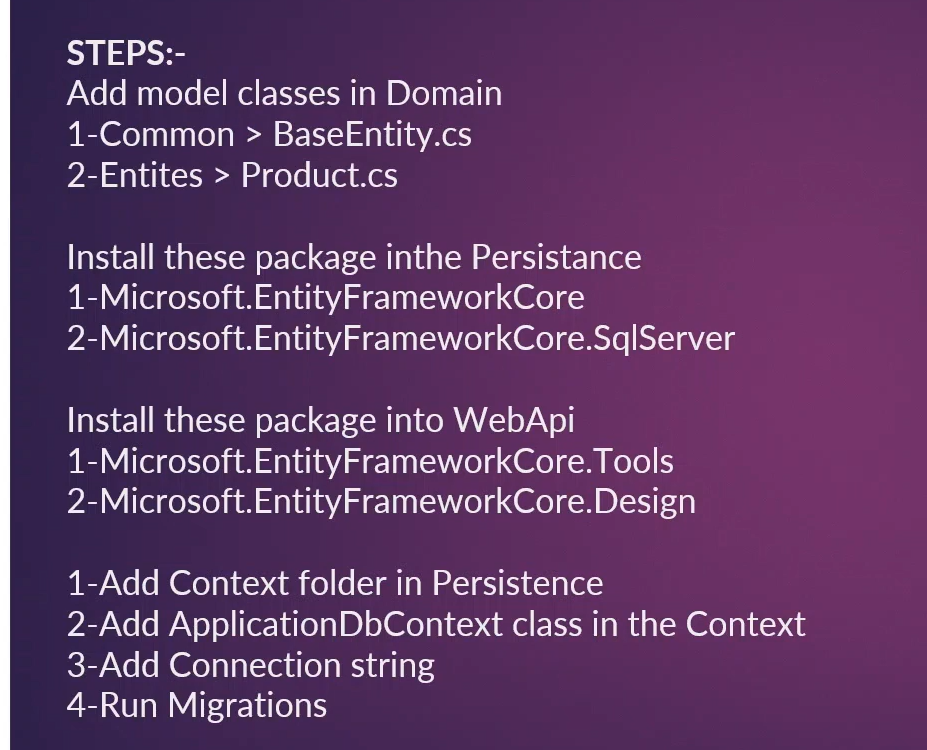 STEPS:-
Add model classes in Domain
1-Common > BaseEntity.cs
2-Entites > Product.cs
Install these package inthe Persistance
1-Microsoft.EntityFrameworkCore
2-Microsoft.EntityFrameworkCore.SqlServer
Install these package into WebApi
1-Microsoft.EntityFrameworkCore.Tools
2-Microsoft.EntityFrameworkCore.Design
1-Add Context folder in Persistence
2-Add ApplicationDbContext class in the Context
3-Add Connection string
4-Run Migrations